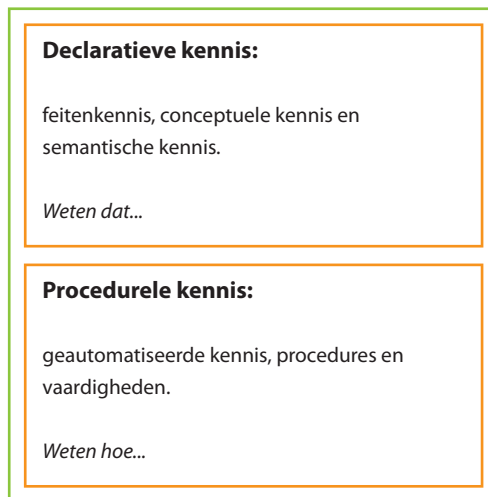 Declaratieve kennis:
feitenkennis, conceptuele kennis en
semantische kennis.
Weten dat...
Procedurele kennis:
geautomatiseerde kennis, procedures en
vaardigheden.
Weten hoe...